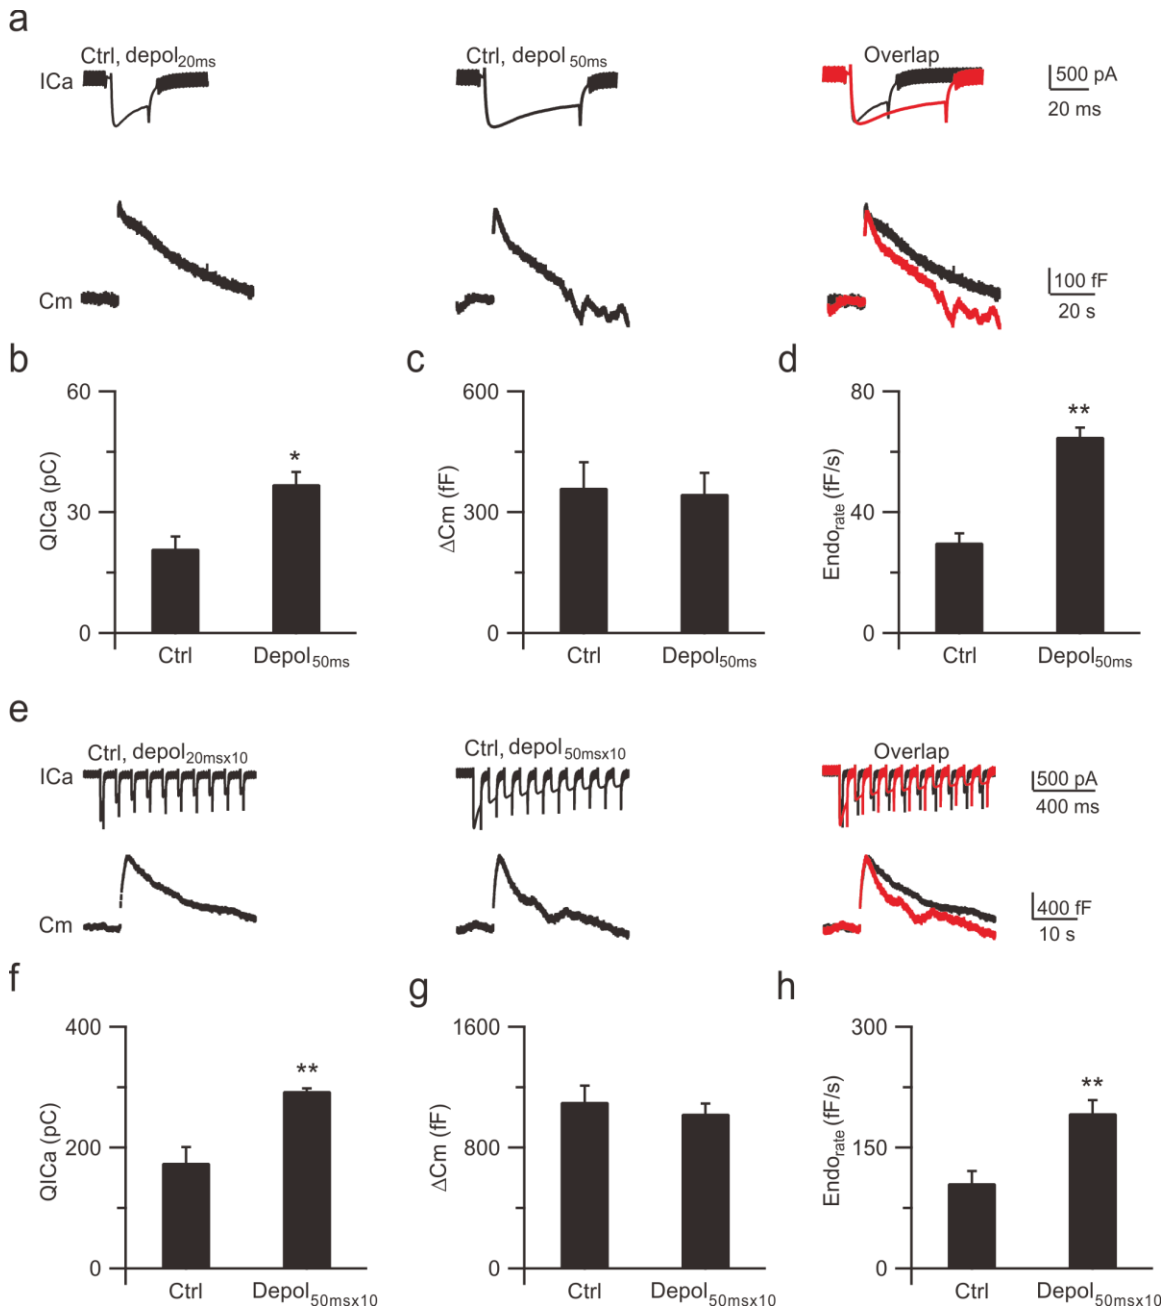 a
Ctrl, depol20ms
Ctrl, depol 50ms
Overlap
ICa
500 pA
20 ms
Cm
100 fF
20 s
b
c
d
60
30
0
QICa (pC)
*
Ctrl
Depol50ms
600
300
0
ΔCm (fF)
Ctrl
Depol50ms
80
40
0
Endorate (fF/s)
**
Ctrl
Depol50ms
e
Ctrl, depol20msx10
Ctrl, depol50msx10
Overlap
ICa
500 pA
400 ms
Cm
400 fF
10 s
f
g
h
400
200
0
QICa (pC)
**
Ctrl
Depol50msx10
1600
800
0
ΔCm (fF)
Ctrl
Depol50msx10
300
150
0
Endorate (fF/s)
**
Ctrl
Depol50msx10